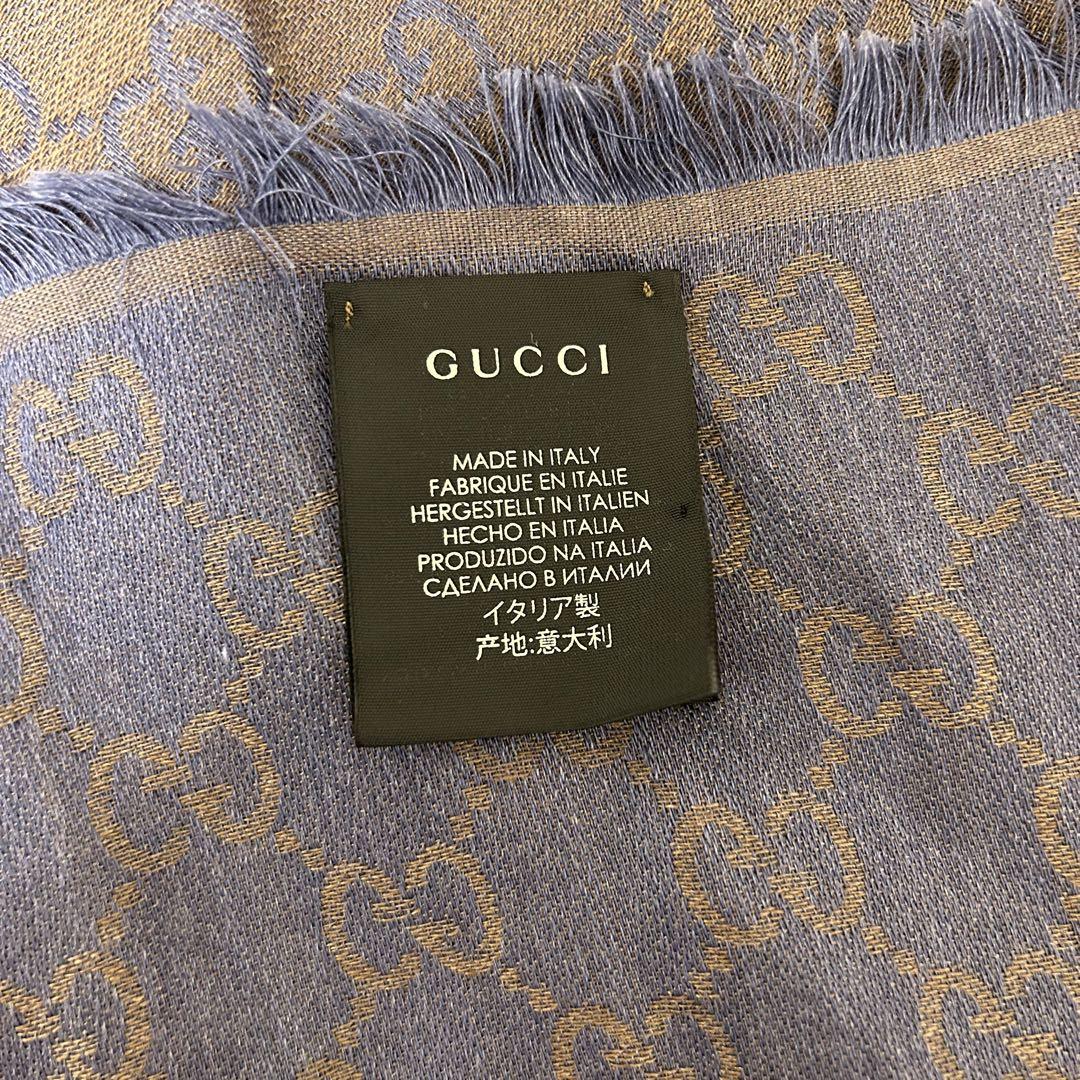 GUCCI
MADE IN ITALY
FABRIQUE EN ITALIE
HERGESTELLT IN ITALIEN
HECHO EN ITALIA
PRODUZIDO NA ITALIA
СДЕЛАНО В ИТАЛИИ
イタリア製
产地:意大利